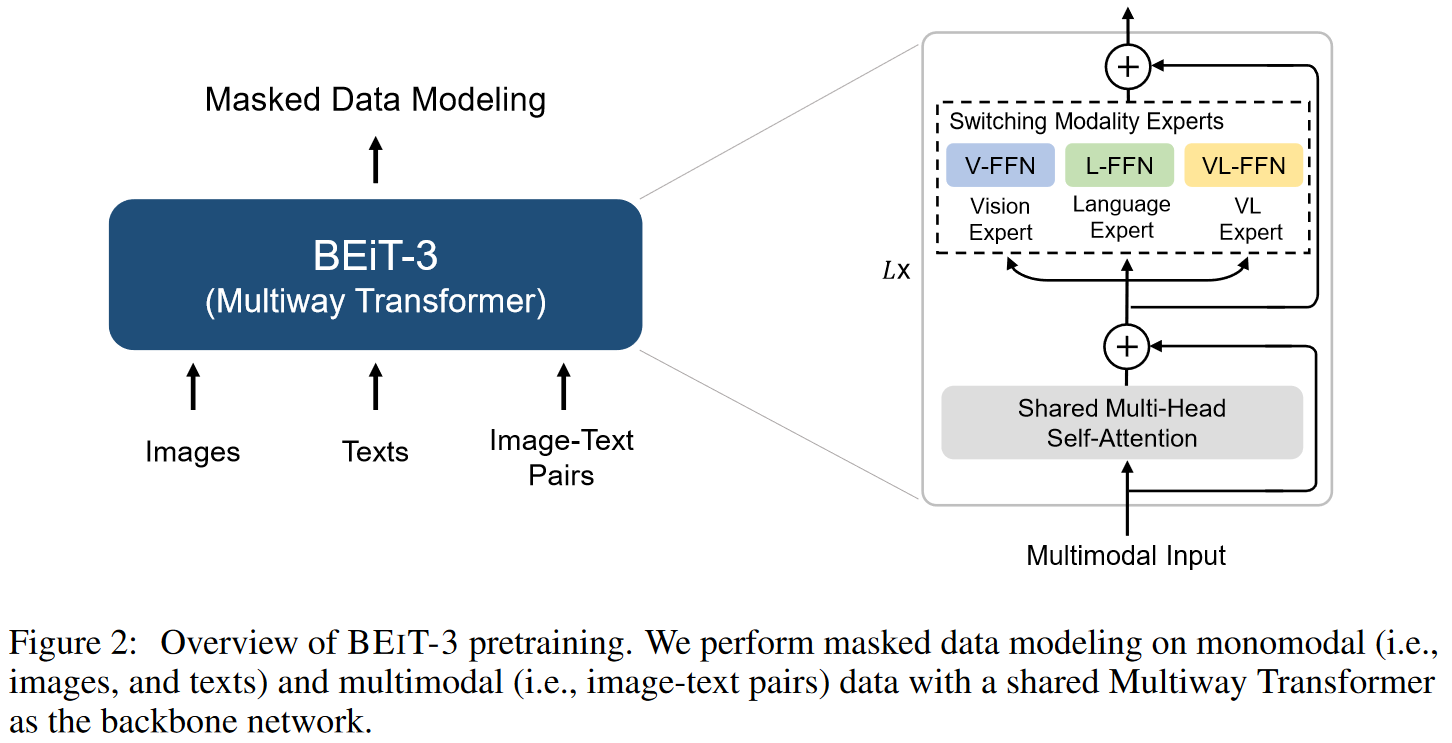 Masked Data Modeling
BEiT-3
(Multiway Transformer)
Images
Texts
Image-Text
Pairs
Switching Modality Experts
V-FFN
L-FFN
VL-FFN
Vision
Expert
Language
Expert
VL
Expert
Lx
Shared Multi-Head
Self-Attention
Multimodal Input
Figure 2: Overview of BEIT-3 pretraining. We perform masked data modeling on monomodal (i.e.,
images, and texts) and multimodal (i.e., image-text pairs) data with a shared Multiway Transformer
as the backbone network.